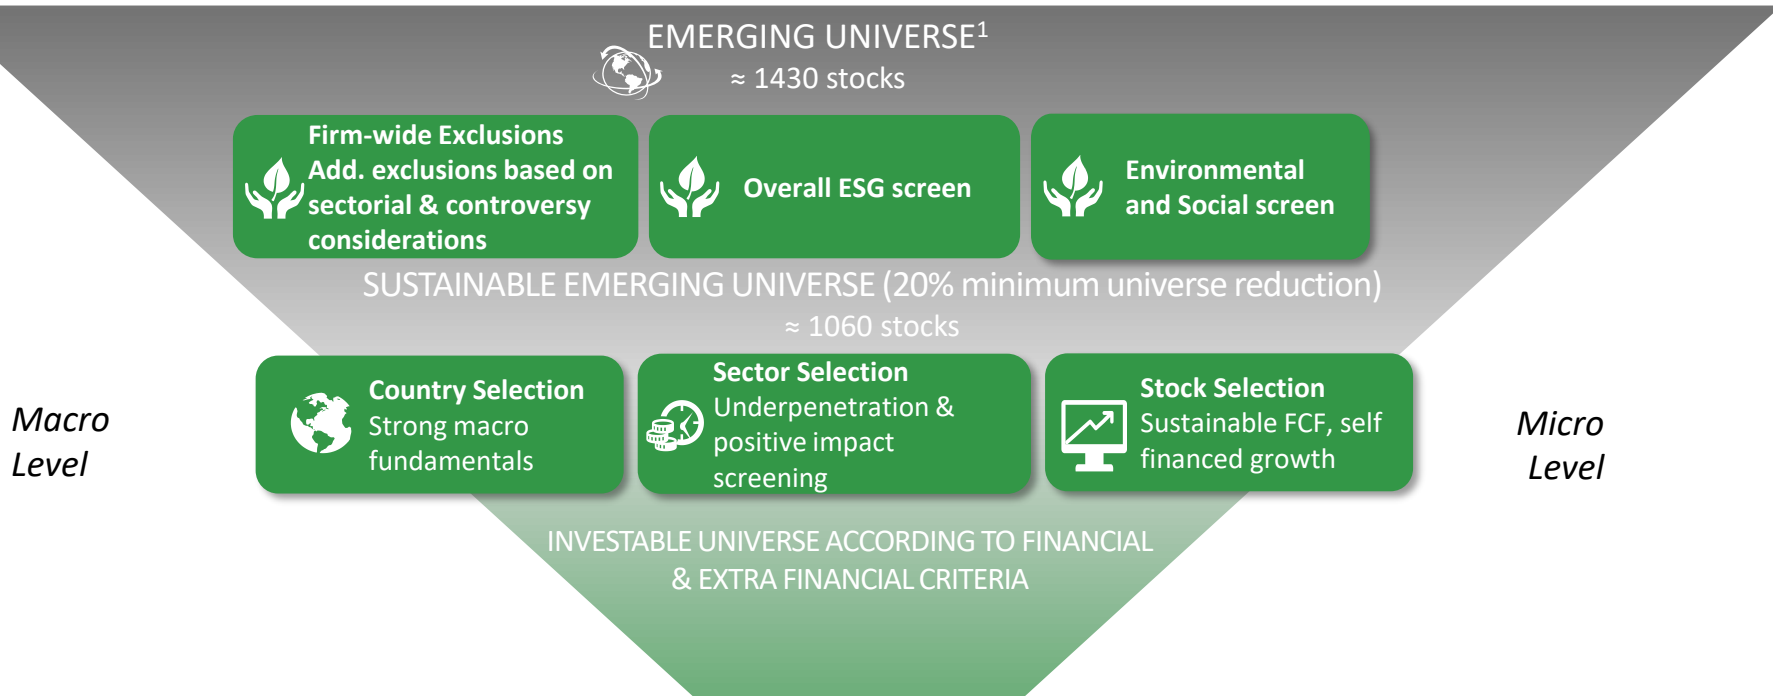 EMERGING UNIVERSE¹
≈ 1430 stocks
Firm-wide Exclusions
Add. exclusions based on
sectorial & controversy
considerations
Overall ESG screen
Environmental
and Social screen
SUSTAINABLE EMERGING UNIVERSE (20% minimum universe reduction)
≈ 1060 stocks
Macro
Level
Country Selection
Strong macro
fundamentals
Sector Selection
Underpenetration &
positive impact
screening
Stock Selection
Sustainable FCF, self
financed growth
Micro
Level
INVESTABLE UNIVERSE ACCORDING TO FINANCIAL
& EXTRA FINANCIAL CRITERIA